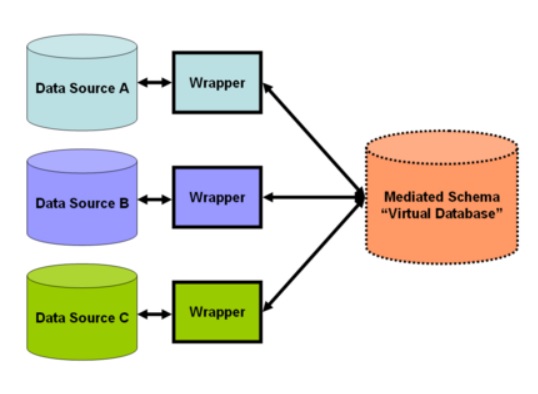 Data Source A
Wrapper
Data Source B
Wrapper
Mediated Schema
“Virtual Database”
Data Source C
Wrapper